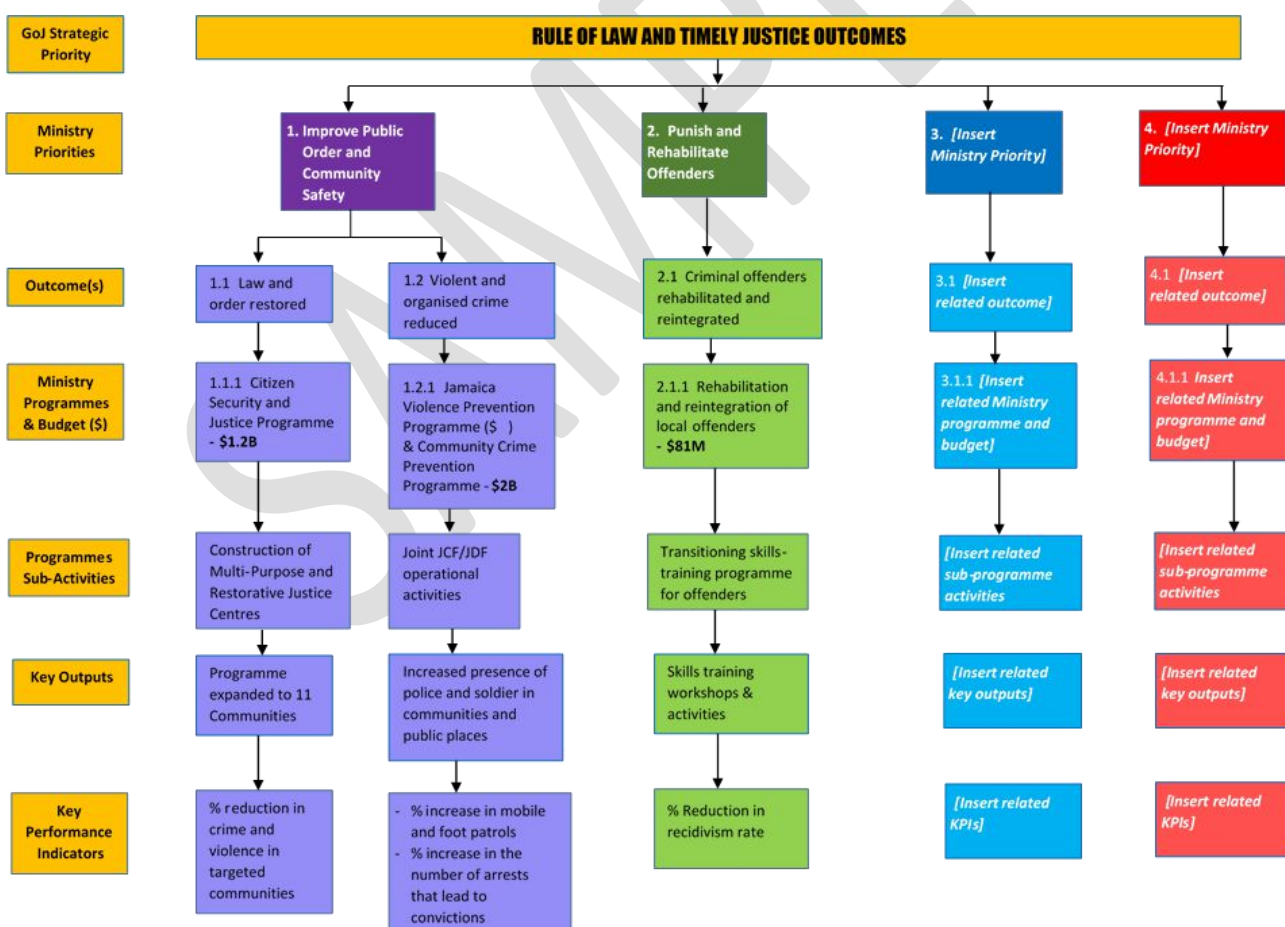 GoJ Strategic
Priority
RULE OF LAW AND TIMELY JUSTICE OUTCOMES
Ministry
Priorities
1. Improve Public
Order and
Community
Safety
2. Punish and
Rehabilitate
Offenders
3. [Insert
Ministry Priority]
4. [Insert Ministry
Priority]
Outcome(s)
1.1 Law and
order restored
1.2 Violent and
organised crime
reduced
2.1 Criminal offenders
rehabilitated and
reintegrated
3.1 [Insert
related outcome]
4.1 [Insert
related outcome]
Ministry
Programmes
& Budget ($)
1.1.1 Citizen
Security and
Justice Programme
- $1.2B
1.2.1 Jamaica
Violence Prevention
Programme ($ )
& Community Crime
Prevention
Programme - $2B
2.1.1 Rehabilitation
and reintegration of
local offenders
- $81M
3.1.1 [Insert
related Ministry
programme and
budget]
4.1.1 Insert
related Ministry
programme and
budget]
Programmes
Sub-Activities
Construction of
Multi-Purpose and
Restorative Justice
Centres
Joint JCF/JDF
operational
activities
Transitioning skills-
training programme
for offenders
[Insert related
sub-programme
activities
[Insert related
sub-programme
activities
Key Outputs
Programme
expanded to 11
Communities
Increased presence of
police and soldier in
communities and
public places
Skills training
workshops &
activities
[Insert related
key outputs]
[Insert related
key outputs]
Key
Performance
Indicators
% reduction in
crime and
violence in
targeted
communities
- % increase in mobile
and foot patrols
- % increase in the
number of arrests
that lead to
convictions
% Reduction in
recidivism rate
[Insert related
KPIs]
[Insert related
KPIs]
SAMPLE